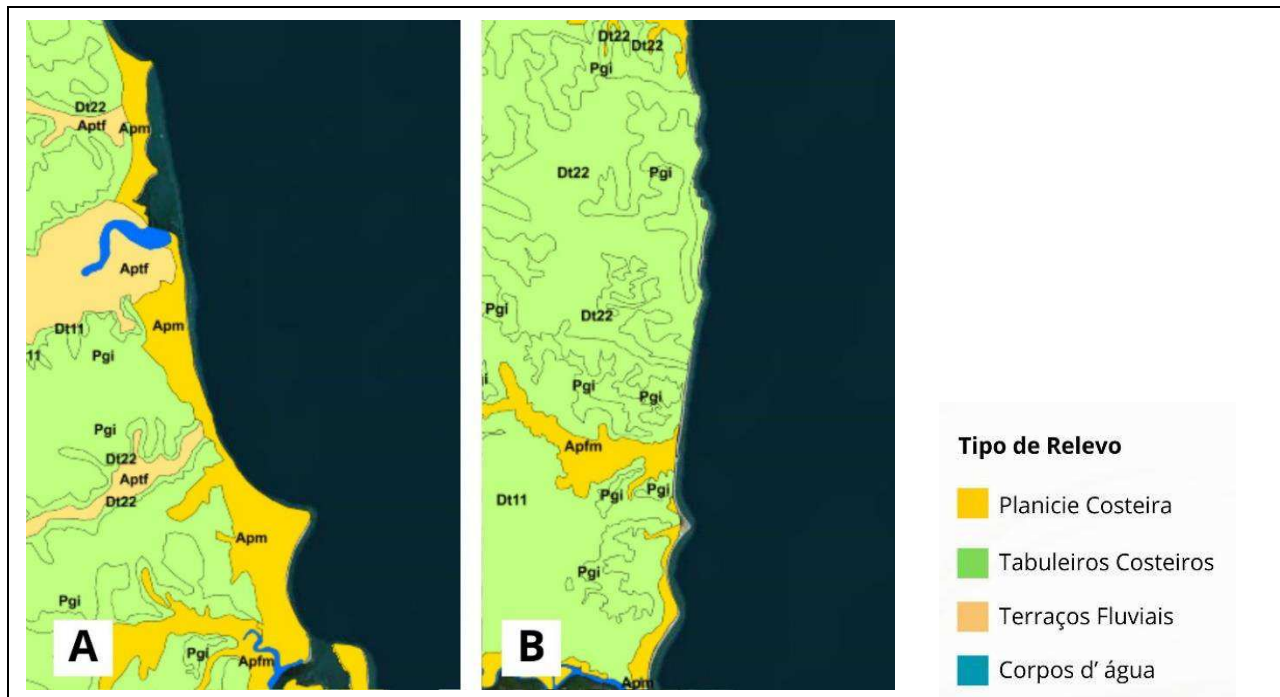 Dt22
Aptf
Apm
Aptf
Apm
Dt11
11
Pgi
Pgi
Dt22
Aptf
Dt22
Apm
Pgi
Pgi
Apfm
A
Dt22
Dt22
Pgi
Dt22
Pgi
Pgi
Dt22
Pgi
Pgi
Apfm
Pgi
Pgi
Dt11
Pgi
Apm
B
Tipo de Relevo
Planicie Costeira
Tabuleiros Costeiros
Terraços Fluviais
Corpos d’ água